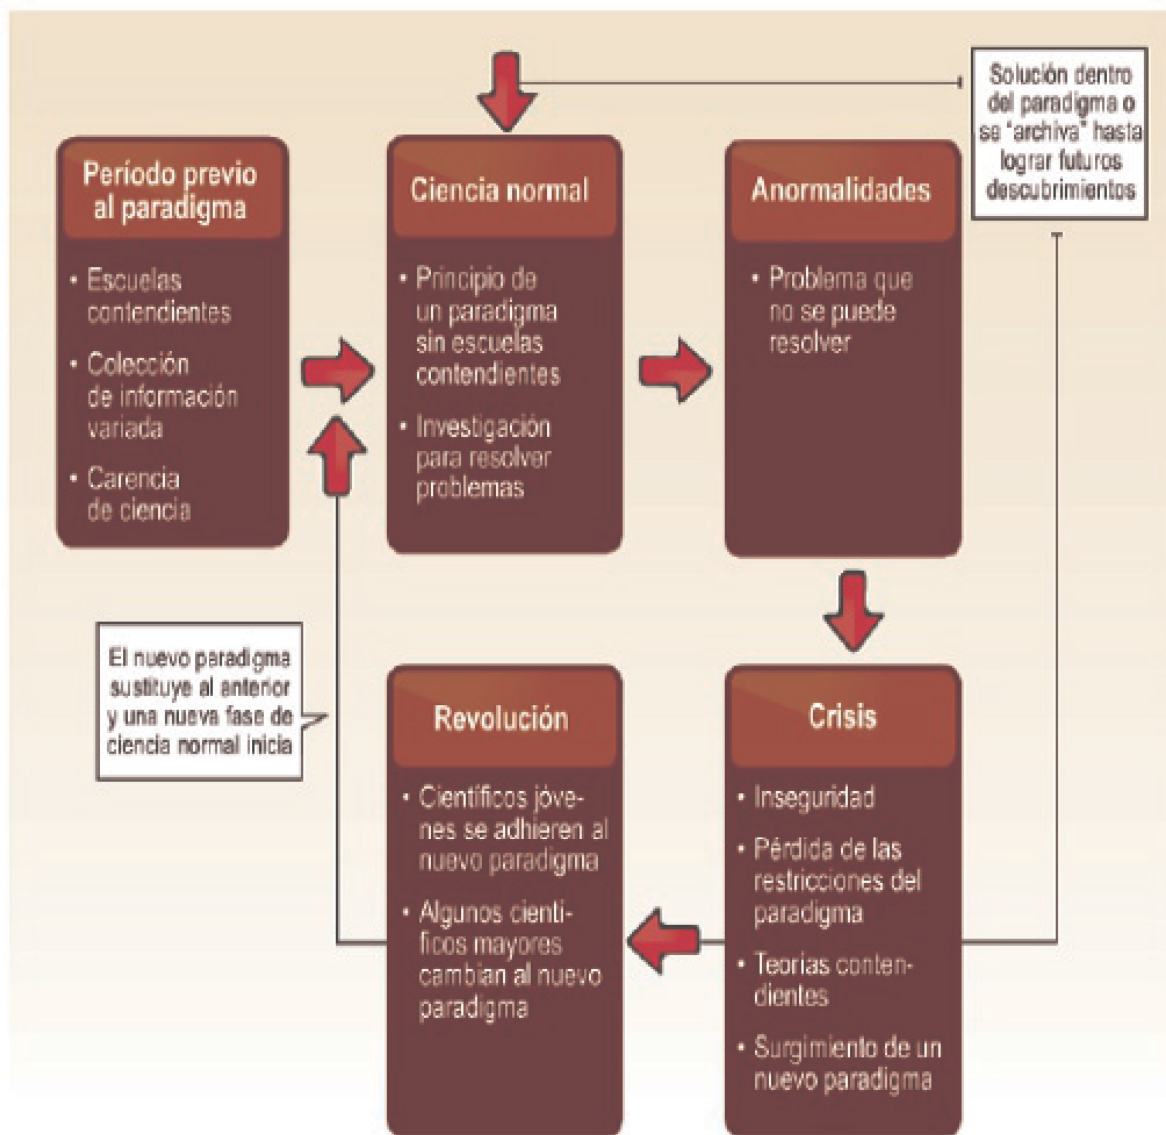 Solución dentro
del paradigma o
se "archiva" hasta
lograr futuros
descubrimientos
Período previo
al paradigma
• Escuelas
contendientes
• Colección
de información
variada
• Carencia
de ciencia
Ciencia normal
• Principio de
un paradigma
sin escuelas
contendientes
• Investigación
para resolver
problemas
Anormalidades
• Problema que
no se puede
resolver
El nuevo paradigma
sustituye al anterior
y una nueva fase de
ciencia normal inicia
Revolución
• Científicos jóve-
nes se adhieren al
nuevo paradigma
• Algunos cientí-
ficos mayores
cambian al nuevo
paradigma
Crisis
• Inseguridad
• Pérdida de las
restricciones del
paradigma
• Teorías conten-
dientes
• Surgimiento de un
nuevo paradigma